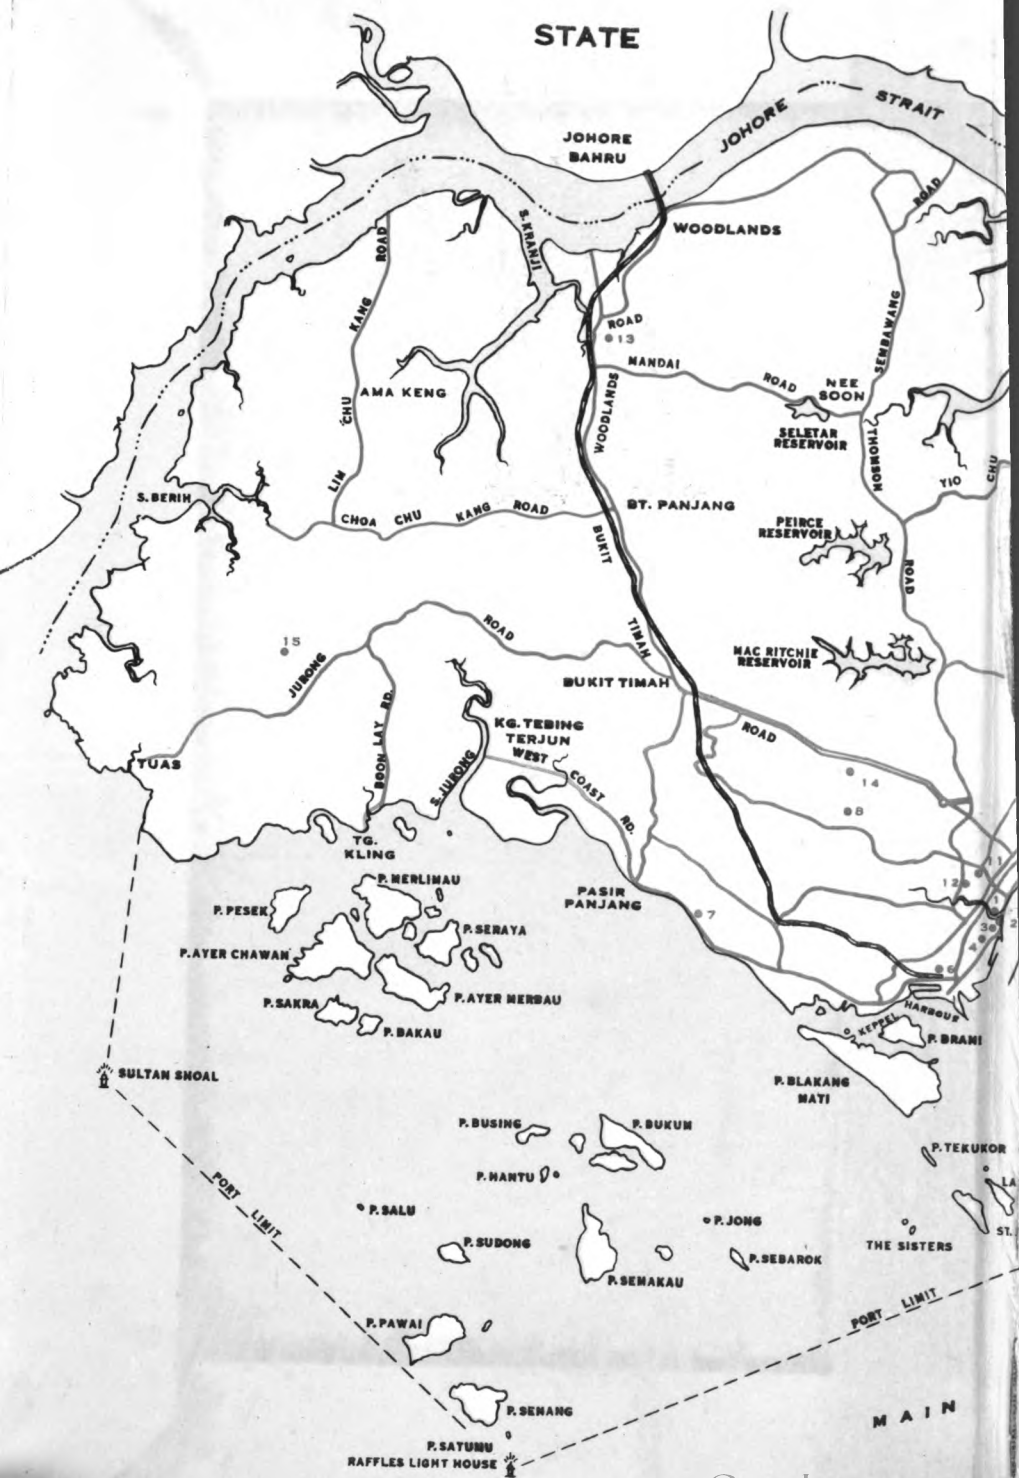 STATE
JOHORE STRAIT
JOHORE
BAHRU
WOODLANDS
ROAD
S. KRANJI
LIM CHU KANG ROAD
SEMBAWANG
ROAD
13
MANDAI ROAD
NEE
SOON
AMA KENG
WOODLANDS
SELETAR
RESERVOIR
THOMSON ROAD
YIO CHU
S. BERIH
CHOA CHU KANG ROAD
BT. PANJANG
PEIRCE
RESERVOIR
BUKIT TIMAH ROAD
15
JURONG ROAD
MAC RITCHIE
RESERVOIR
BUKIT TIMAH
BOON LAY RD.
KG. TEBING
TERJUN
WEST COAST RD.
S. JURONG
TUAS
14
8
TG.
KLING
11
12
1
2
3
4
6
7
PASIR
PANJANG
P. MERLIMAU
P. PESEK
P. SERAYA
P. AYER CHAWAN
P. AYER MERBAU
P. SAKRA
P. BAKAU
KEPPEL HARBOUR
P. BRANI
P. BLAKANG
MATI
SULTAN SHOAL
P. BUSING
P. BUKUM
P. TEKUKOR
P. HANTU
LA
P. SALU
P. JONG
ST.
THE SISTERS
P. SUDONG
P. SEBAROK
P. SEMAKAU
PORT LIMIT
PORT LIMIT
P. PAWAI
P. SENANG
MAIN
P. SATUMU
RAFFLES LIGHT HOUSE